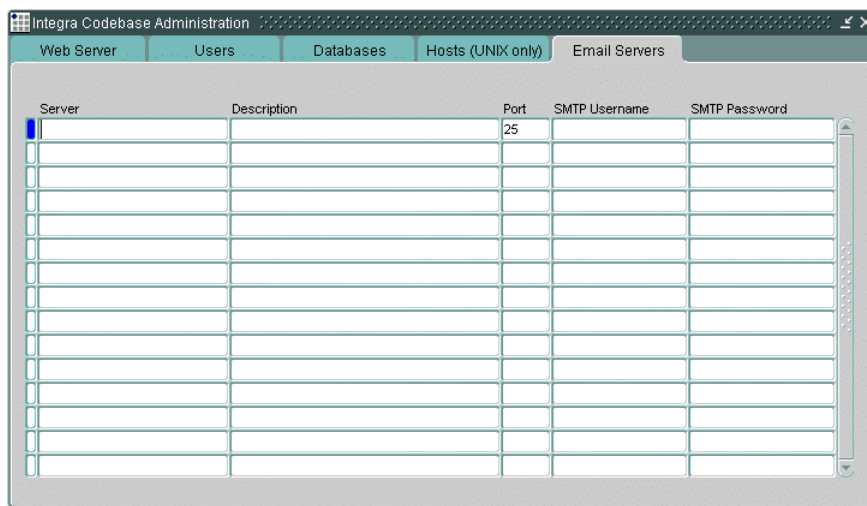 Integra Codebase Administration
Web Server Users Databases Hosts (UNIX only) Email Servers
Server Description Port SMTP Username SMTP Password
25